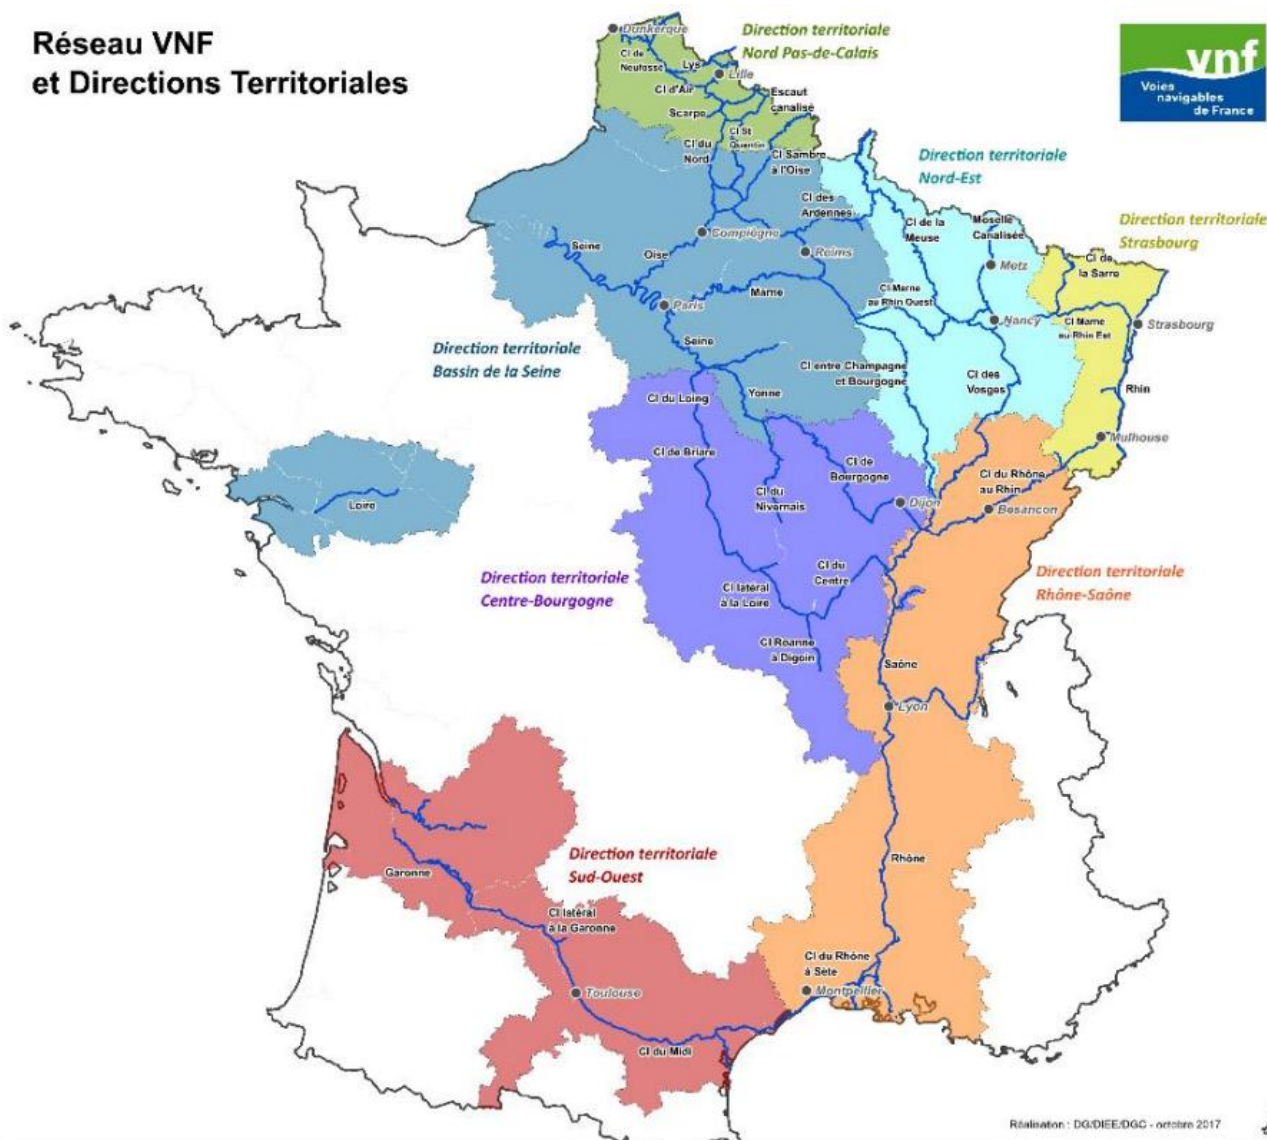 Réseau VNF
et Directions Territoriales
vnf
Voies
navigables
de France
Direction territoriale
Nord Pas-de-Calais
Dunkerque
Cl de
Neufossé
Lys
Lille
Cl d'Air
Escaut
canalisé
Scarpe
Cl St
Quentin
Cl du
Nord
Cl Sambre
à l'Oise
Direction territoriale
Nord-Est
Cl des
Ardennes
Cl de la
Meuse
Moselle
Canalisée
Direction territoriale
Strasbourg
Seine
Oise
Compiègne
Reims
Metz
Cl de
la Sarre
Paris
Marne
Cl Marne
au Rhin Ouest
Nancy
Cl Marne
au Rhin Est
Strasbourg
Direction territoriale
Bassin de la Seine
Seine
Cl entre Champagne
et Bourgogne
Cl des
Vosges
Rhin
Cl du Loing
Yonne
Mulhouse
Cl de Briare
Cl de
Bourgogne
Cl du Rhône
au Rhin
Loire
Cl du
Nivernais
Dijon
Besancon
Direction territoriale
Centre-Bourgogne
Cl latéral
à la Loire
Cl du
Centre
Direction territoriale
Rhône-Saône
Cl Roanne
à Digoin
Saône
Lyon
Direction territoriale
Sud-Ouest
Rhône
Garonne
Cl latéral
à la Garonne
Cl du Rhône
à Sète
Toulouse
Montpellier
Cl du Midi
Réalisation : DG/DIEE/DGC - octobre 2017